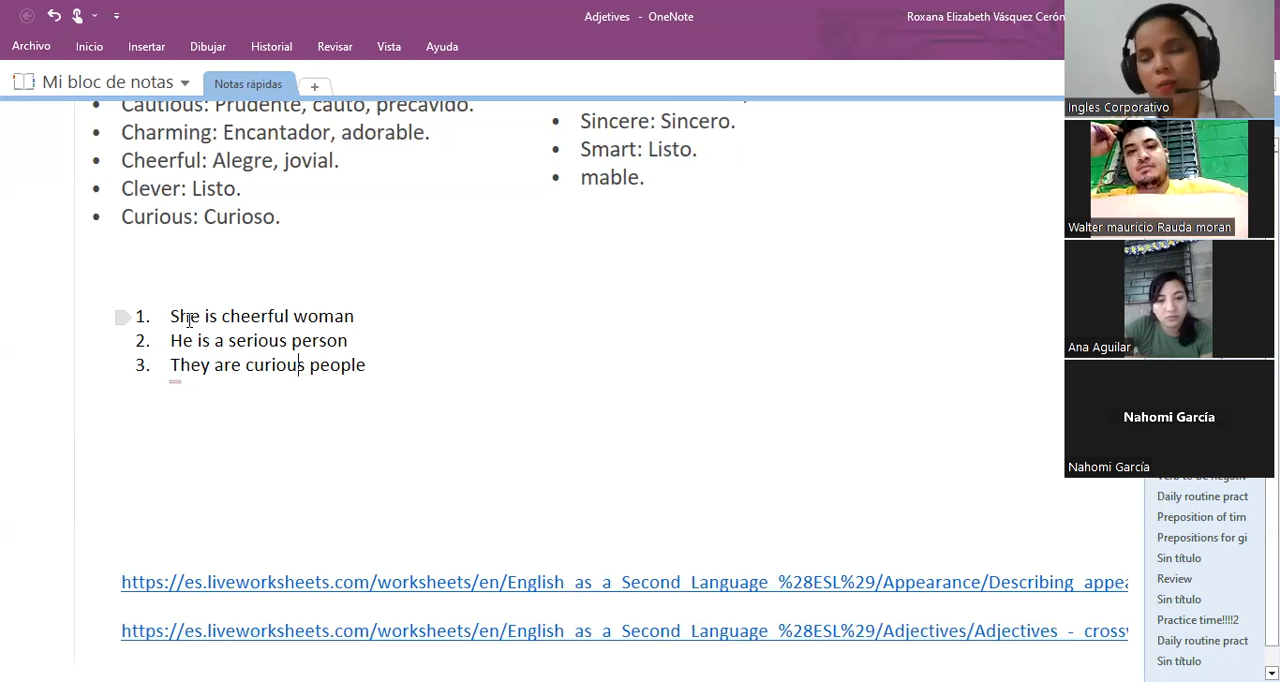 Adjetives - OneNote
Roxana Elizabeth Vásquez Cerón
Archivo Inicio Insertar Dibujar Historial Revisar Vista Ayuda
Mi bloc de notas
Notas rápidas
+
• Cautious: Prudente, cauto, precavido.
• Charming: Encantador, adorable.
• Cheerful: Alegre, jovial.
• Clever: Listo.
• Curious: Curioso.
• Sincere: Sincero.
• Smart: Listo.
• mable.
1. She is cheerful woman
2. He is a serious person
3. They are curious people
https://es.liveworksheets.com/worksheets/en/English_as_a_Second_Language_%28ESL%29/Appearance/Describing_appea
https://es.liveworksheets.com/worksheets/en/English_as_a_Second_Language_%28ESL%29/Adjectives/Adjectives_-_crossw
Ingles Corporativo
Walter mauricio Rauda moran
Ana Aguilar
Nahomi García
Nahomi García
Daily routine pract
Preposition of tim
Prepositions for gi
Sin título
Review
Sin título
Practice time!!!!2
Daily routine pract
Sin título